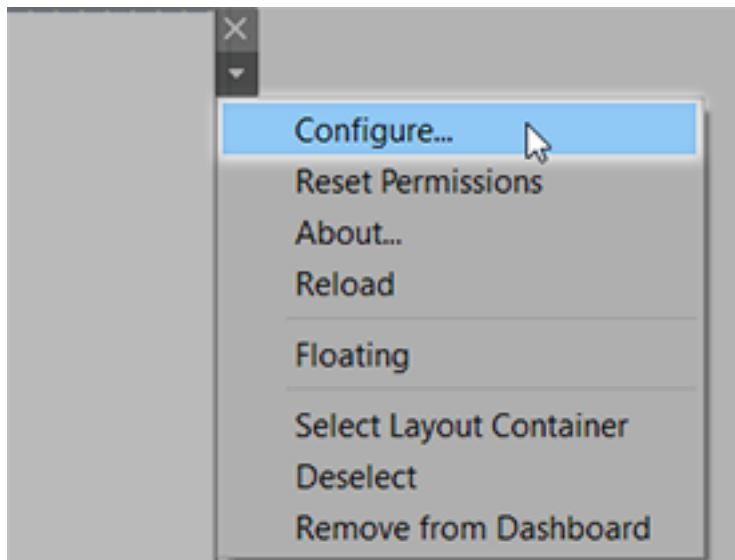 Configure...
Reset Permissions
About...
Reload
Floating
Select Layout Container
Deselect
Remove from Dashboard